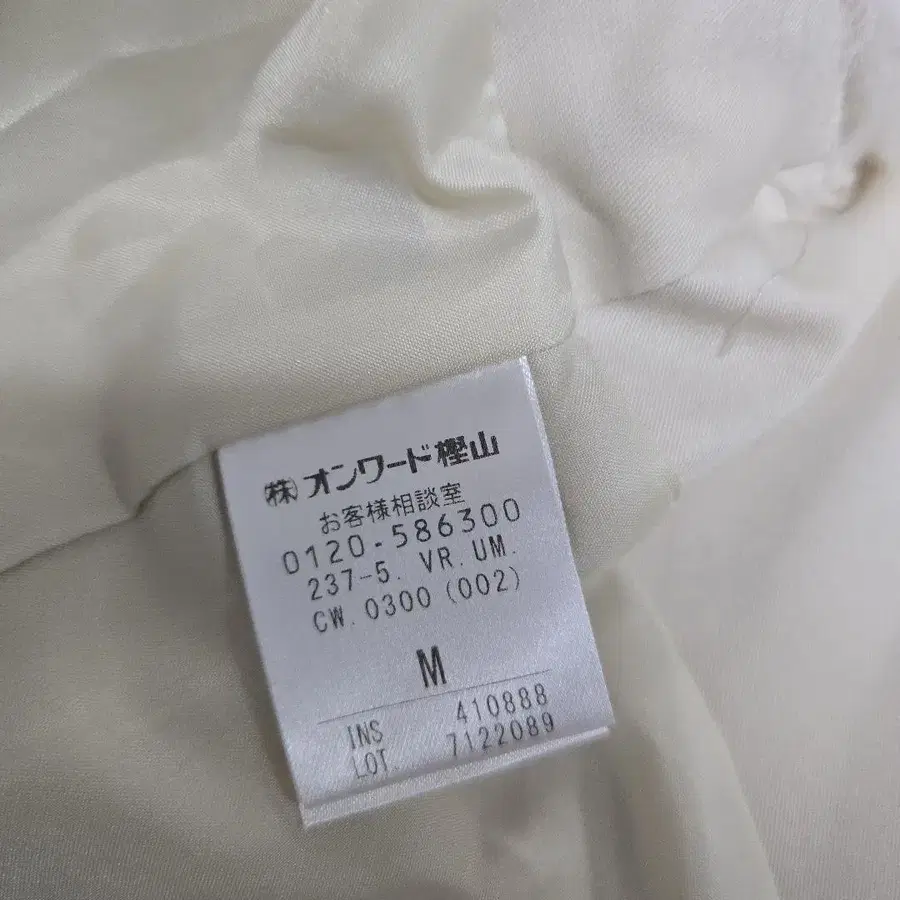 ㈱オンワード樫山
お客様相談室
0120-586300
237-5. VR. UM.
CW. 0300 (002)
M
INS 410888
LOT 7122089